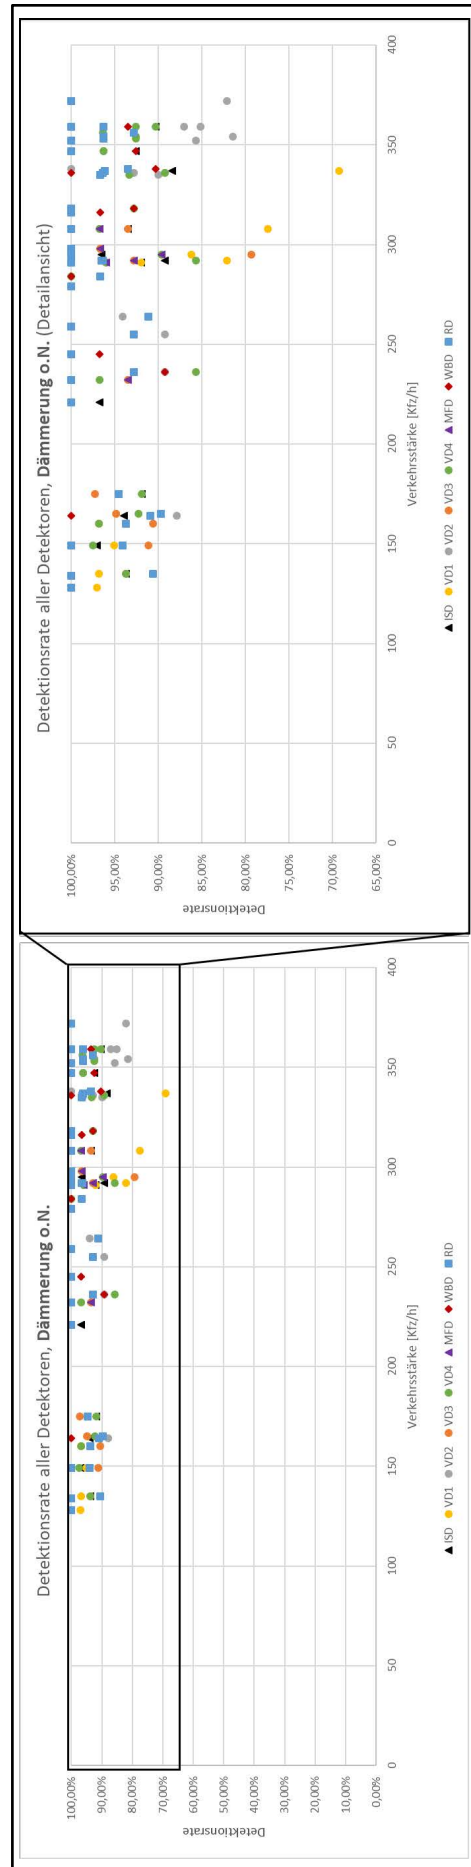 Detektionsrate aller Detektoren, Dämmerung o.N.
100,00%
90,00%
80,00%
70,00%
60,00%
50,00%
40,00%
30,00%
20,00%
10,00%
0,00%
Detektionsrate
0 50 100 150 200 250 300 350 400
Verkehrsstärke [Kfz/h]
ISD VD1 VD2 VD3 VD4 MFD WBD RD
Detektionsrate aller Detektoren, Dämmerung o.N. (Detailansicht)
100,00%
95,00%
90,00%
85,00%
80,00%
75,00%
70,00%
65,00%
Detektionsrate
0 50 100 150 200 250 300 350 400
Verkehrsstärke [Kfz/h]
ISD VD1 VD2 VD3 VD4 MFD WBD RD